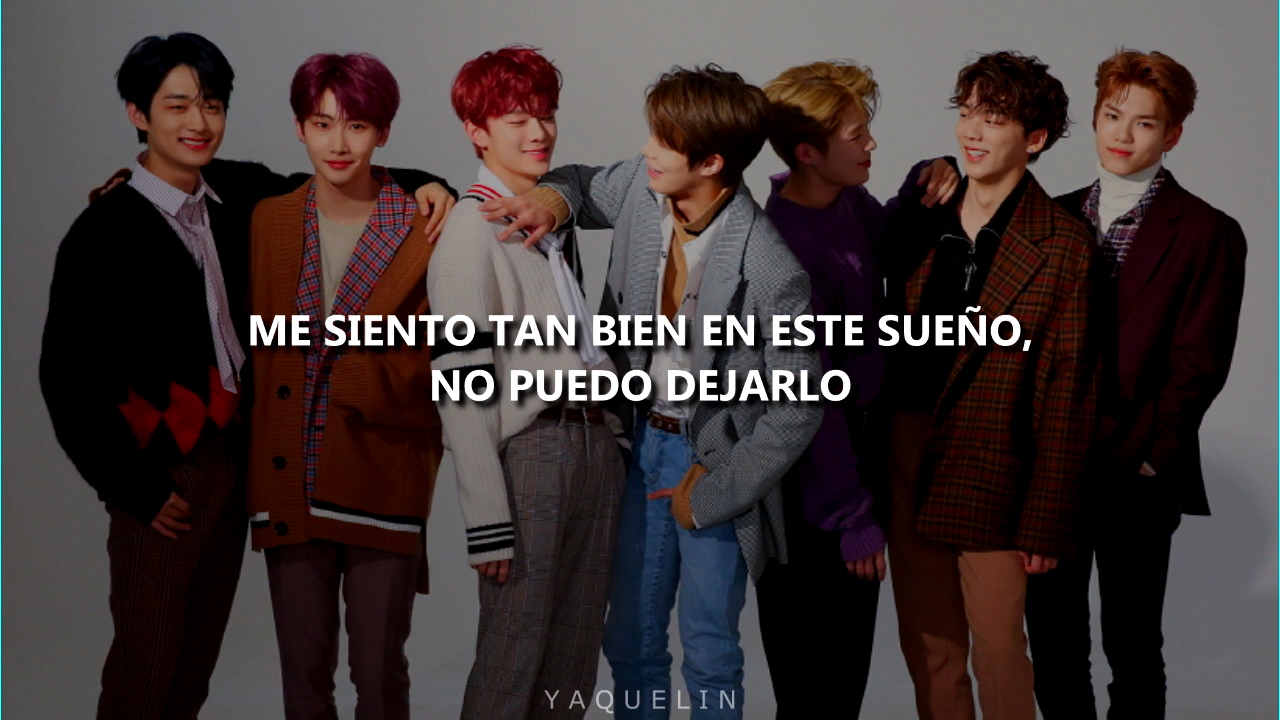 ME SIENTO TAN BIEN EN ESTE SUEÑO,
NO PUEDO DEJARLO
YAQUELIN